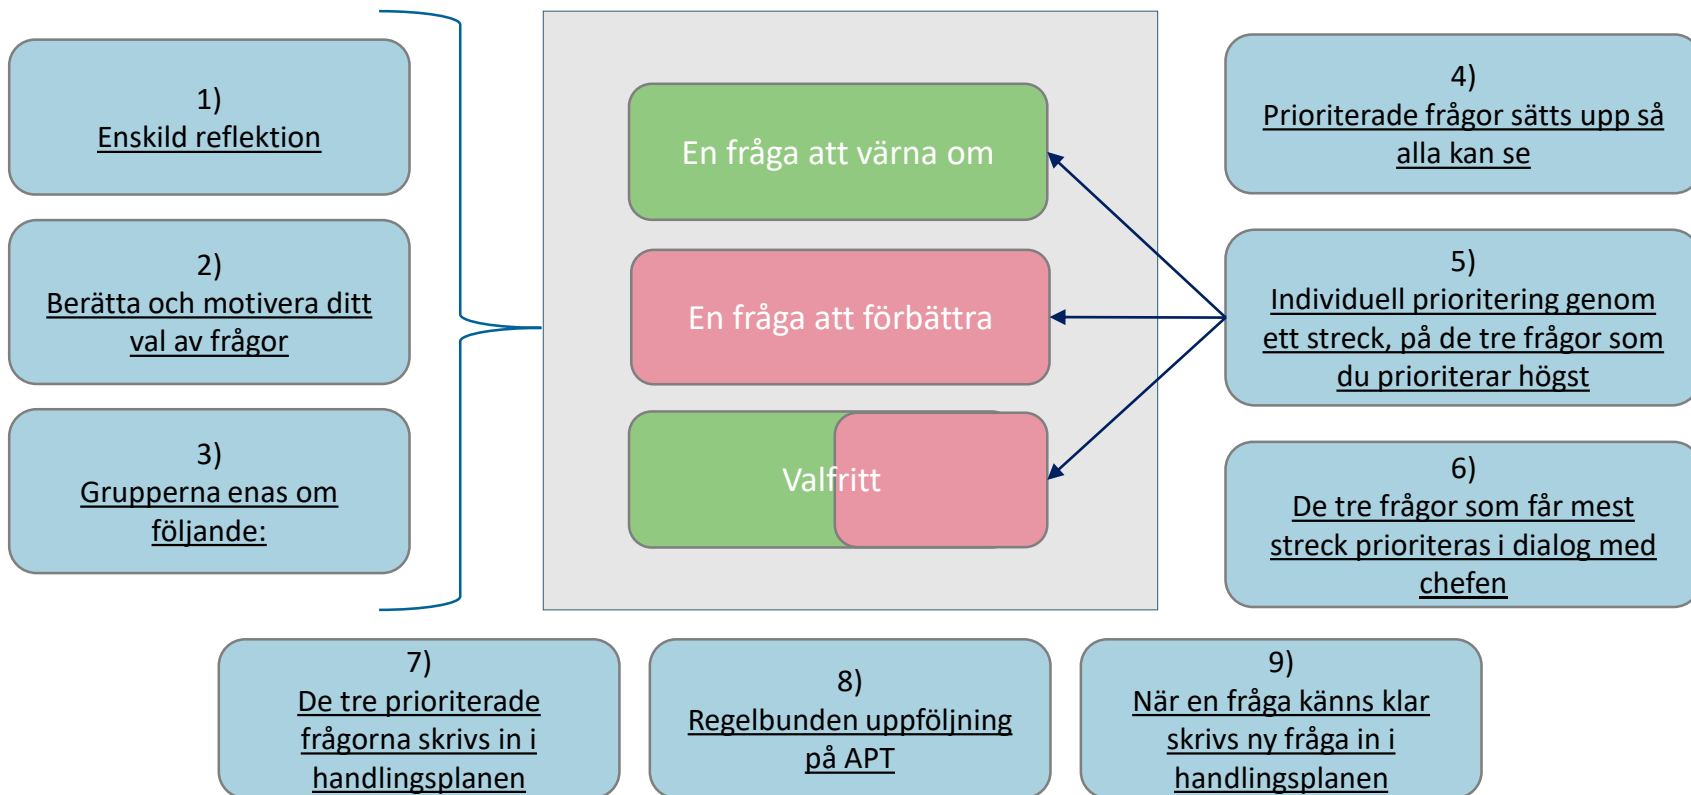 1)
Enskild reflektion
2)
Berätta och motivera ditt
val av frågor
3)
Grupperna enas om
följande:
En fråga att värna om
En fråga att förbättra
Valfritt
4)
Prioriterade frågor sätts upp så
alla kan se
5)
Individuell prioritering genom
ett streck, på de tre frågor som
du prioriterar högst
6)
De tre frågor som får mest
streck prioriteras i dialog med
chefen
7)
De tre prioriterade
frågorna skrivs in i
handlingsplanen
8)
Regelbunden uppföljning
på APT
9)
När en fråga känns klar
skrivs ny fråga in i
handlingsplanen